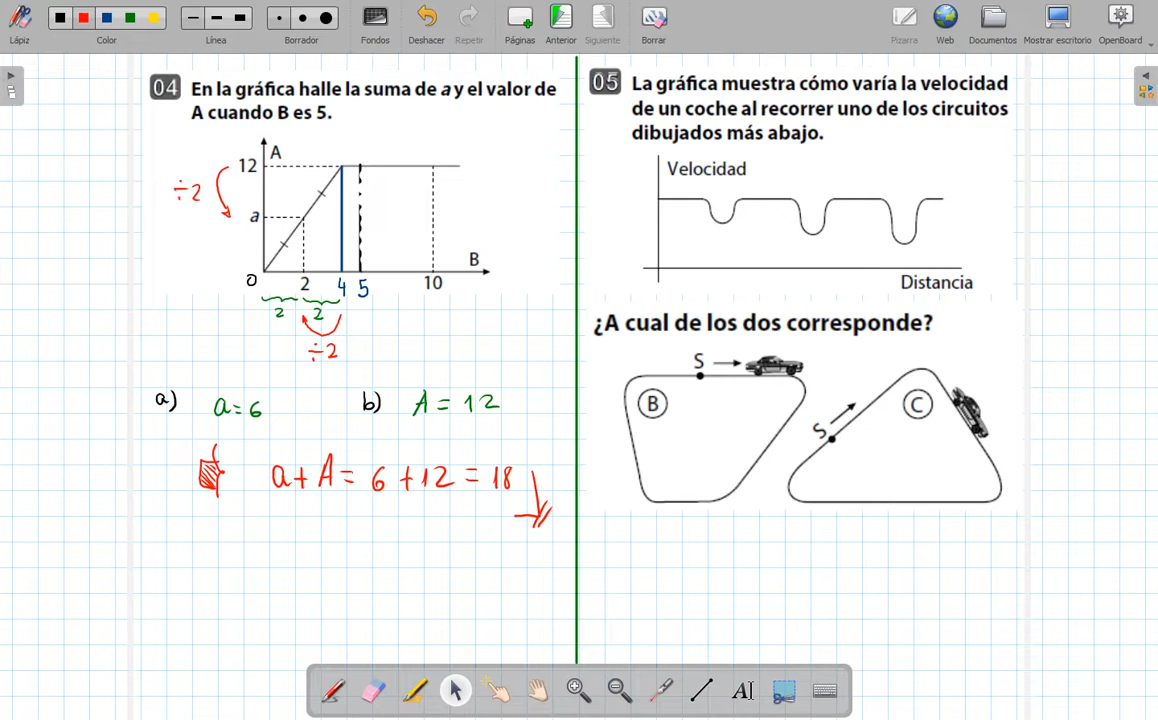 Lápiz
Color
Línea
Borrador
Fondos
Deshacer
Repetir
Páginas
Anterior
Siguiente
Borrar
Pizarra
Web
Documentos
Mostrar escritorio
OpenBoard
04 En la gráfica halle la suma de a y el valor de
A cuando B es 5.
A
12
÷2
a
B
0
2
4
5
10
2
2
÷2
a) a = 6
b) A = 12
a + A = 6 + 12 = 18
05 La gráfica muestra cómo varía la velocidad
de un coche al recorrer uno de los circuitos
dibujados más abajo.
Velocidad
Distancia
¿A cual de los dos corresponde?
S
B
S
C